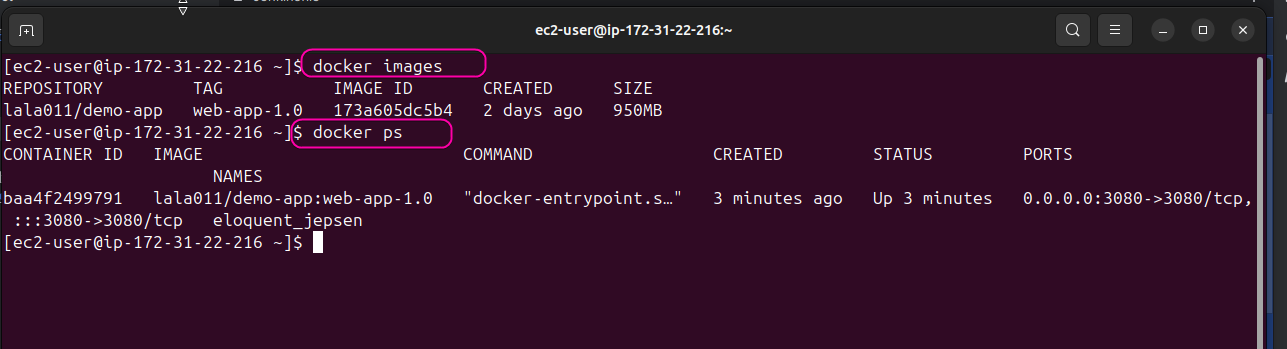 ec2-user@ip-172-31-22-216:~
[ec2-user@ip-172-31-22-216 ~]$ docker images
REPOSITORY         TAG           IMAGE ID       CREATED      SIZE
lala011/demo-app   web-app-1.0   173a605dc5b4   2 days ago   950MB
[ec2-user@ip-172-31-22-216 ~]$ docker ps
CONTAINER ID   IMAGE                          COMMAND                  CREATED         STATUS         PORTS
                     NAMES
baa4f2499791   lala011/demo-app:web-app-1.0   "docker-entrypoint.s…"   3 minutes ago   Up 3 minutes   0.0.0.0:3080->3080/tcp,
 :::3080->3080/tcp   eloquent_jepsen
[ec2-user@ip-172-31-22-216 ~]$